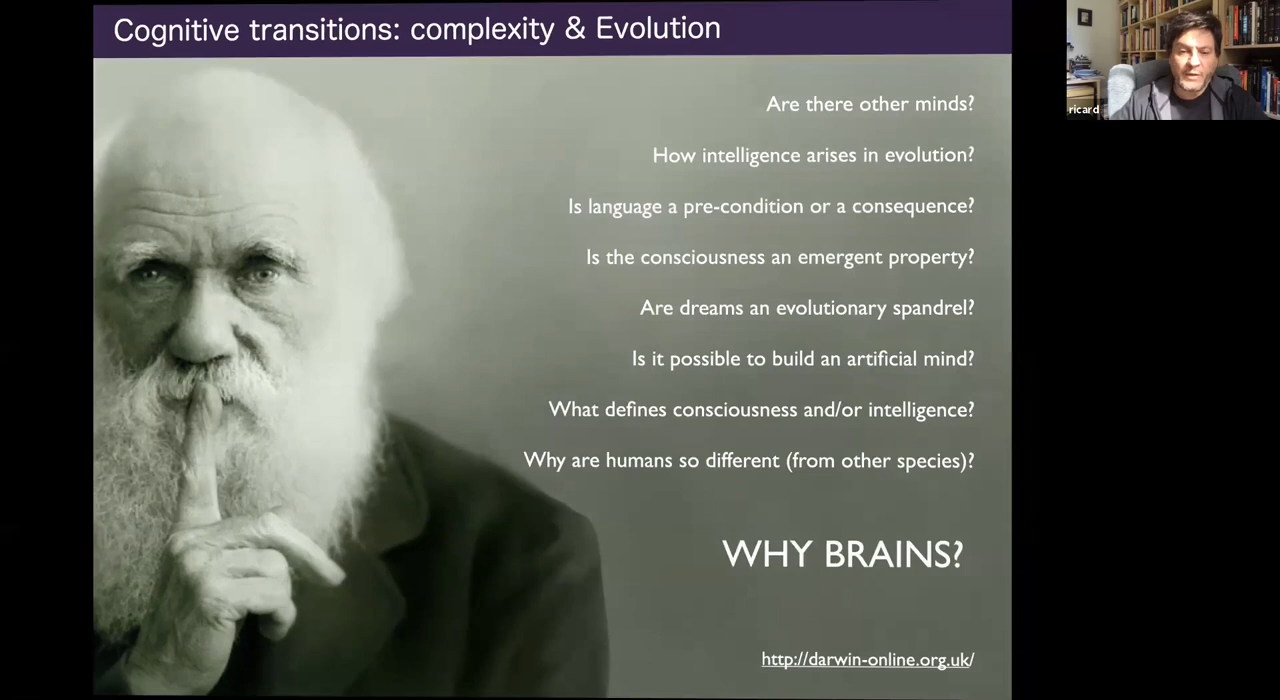 Cognitive transitions: complexity & Evolution
Are there other minds?
How intelligence arises in evolution?
Is language a pre-condition or a consequence?
Is the consciousness an emergent property?
Are dreams an evolutionary spandrel?
Is it possible to build an artificial mind?
What defines consciousness and/or intelligence?
Why are humans so different (from other species)?
WHY BRAINS?
http://darwin-online.org.uk/
ricard